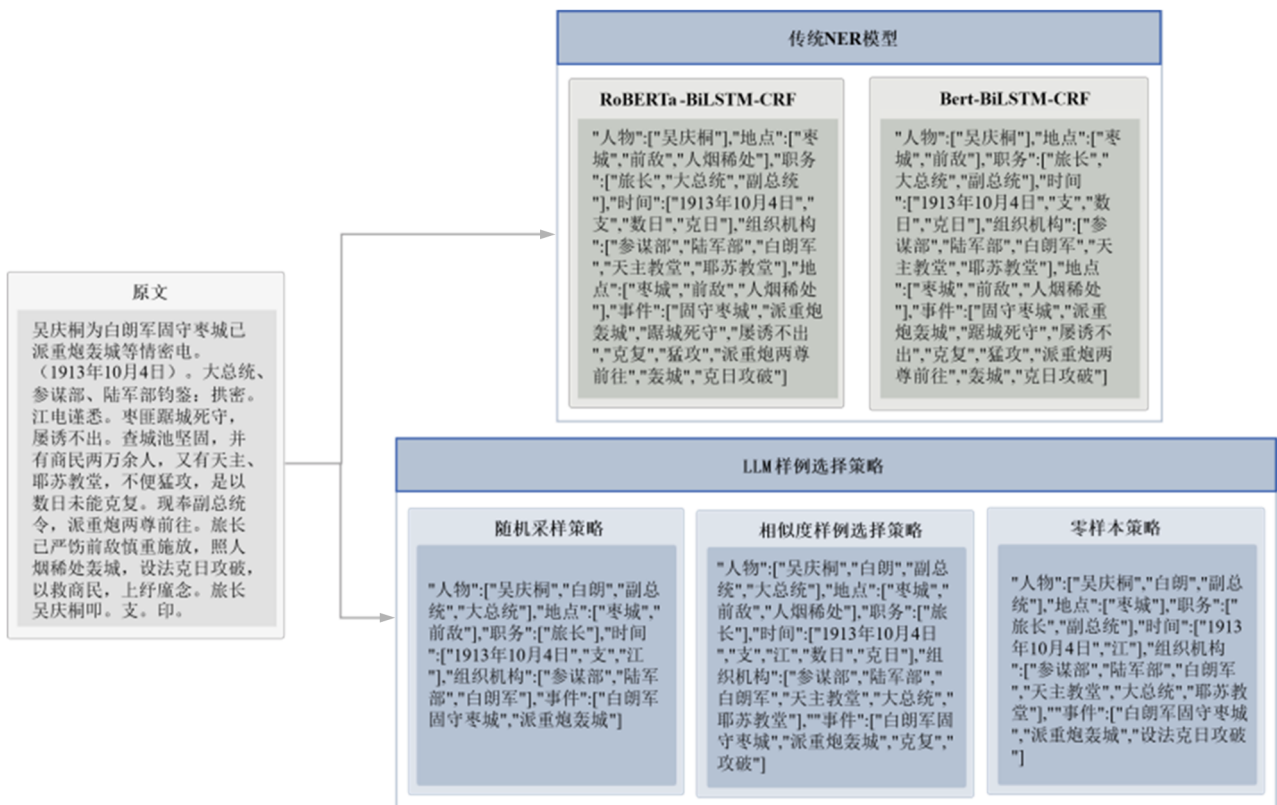 传统NER模型
RoBERTa-BiLSTM-CRF
"人物":["吴庆桐"],"地点":["枣
城","前敌","人烟稀处"],"职务
":["旅长","大总统","副总统
"],"时间":["1913年10月4日","
支","数日","克日"],"组织机构
":["参谋部","陆军部","白朗军"
,"天主教堂","耶苏教堂"],"地
点":["枣城","前敌","人烟稀处
"],"事件":["固守枣城","派重炮
轰城","踞城死守","屡诱不出"
,"克复","猛攻","派重炮两尊
前往","轰城","克日攻破"]
Bert-BiLSTM-CRF
"人物":["吴庆桐"],"地点":["枣
城","前敌"],"职务":["旅长","
大总统","副总统"],"时间
":["1913年10月4日","支","数
日","克日"],"组织机构":["参
谋部","陆军部","白朗军","天
主教堂","耶苏教堂"],"地点
":["枣城","前敌","人烟稀处
"],"事件":["固守枣城","派重
炮轰城","踞城死守","屡诱不
出","克复","猛攻","派重炮两
尊前往","轰城","克日攻破"]
原文
吴庆桐为白朗军固守枣城已
派重炮轰城等情密电。
（1913年10月4日）。大总统、
参谋部、陆军部钧鉴：拱密。
江电谨悉。枣匪踞城死守，
屡诱不出。查城池坚固，并
有商民两万余人，又有天主、
耶苏教堂，不便猛攻，是以
数日未能克复。现奉副总统
令，派重炮两尊前往。旅长
已严饬前敌慎重施放，照人
烟稀处轰城，设法克日攻破，
以救商民，上纾廑念。旅长
吴庆桐叩。支。印。
LLM样例选择策略
随机采样策略
"人物":["吴庆桐","白朗","副总
统","大总统"],"地点":["枣城","
前敌"],"职务":["旅长"],"时间
":["1913年10月4日","支","江
"],"组织机构":["参谋部","陆军
部","白朗军"],"事件":["白朗军
固守枣城","派重炮轰城"]
相似度样例选择策略
"人物":["吴庆桐","白朗","副总
统","大总统"],"地点":["枣城","
前敌","人烟稀处"],"职务":["旅
长"],"时间":["1913年10月4日
","支","江","数日","克日"],"组
织机构":["参谋部","陆军部","
白朗军","天主教堂","大总统","
耶苏教堂"],""事件":["白朗军固
守枣城","派重炮轰城","克复","
攻破"]
零样本策略
"人物":["吴庆桐","白朗","副总
统"],"地点":["枣城"],"职务":["
旅长","副总统"],"时间":["1913
年10月4日","江"],"组织机构
":["参谋部","陆军部","白朗军
","天主教堂","大总统","耶苏教
堂"],""事件":["白朗军固守枣城
","派重炮轰城","设法克日攻破
"]